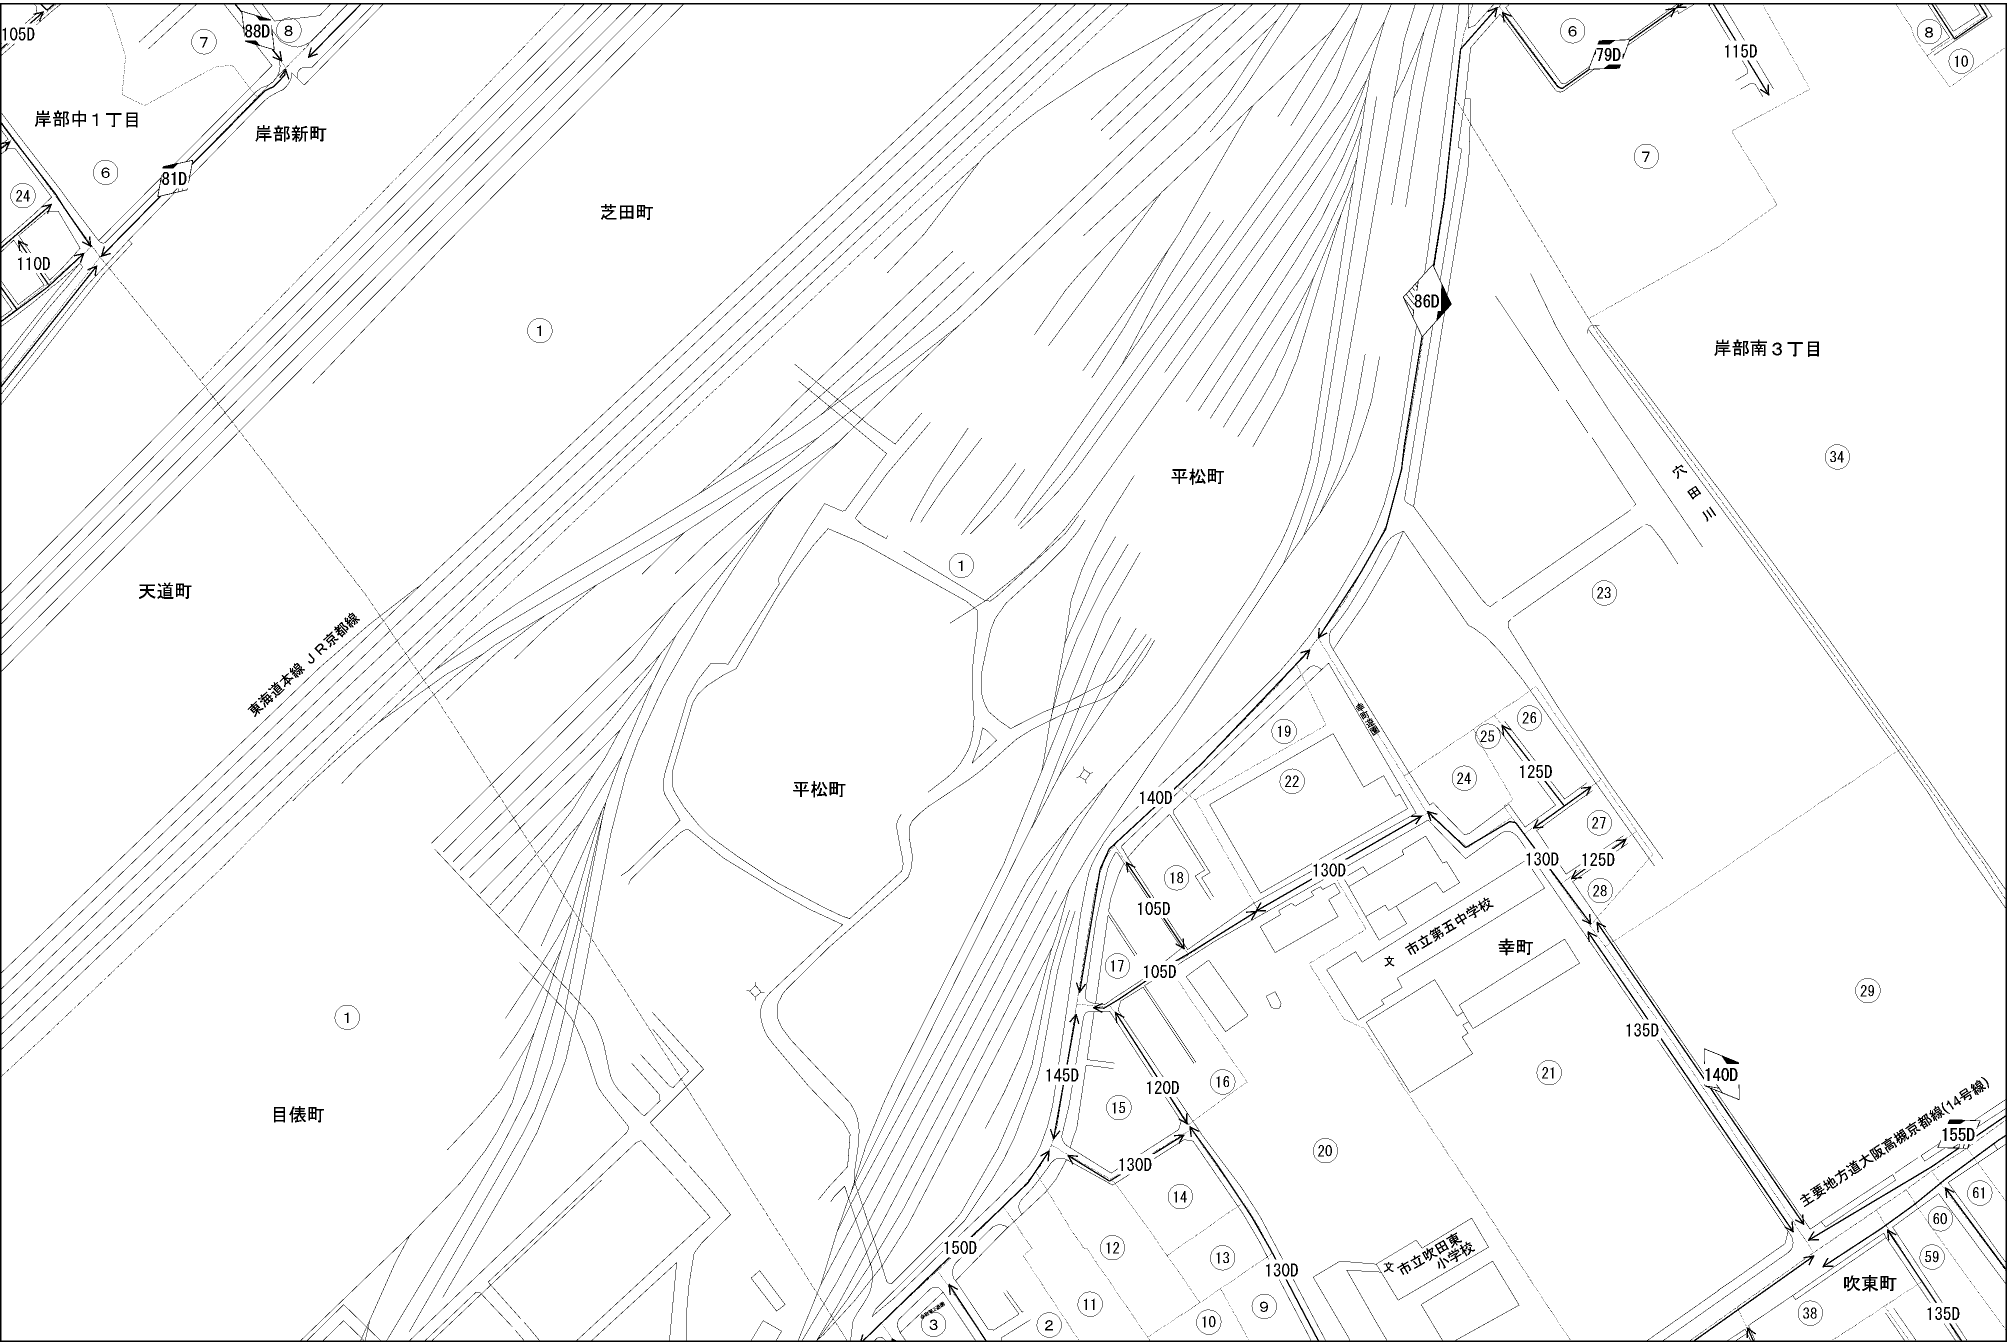 105D
⑦
88D
⑧
岸部中１丁目
岸部新町
⑥
81D
㉔
110D
芝田町
①
⑥
79D
115D
⑧
⑩
⑦
86D
岸部南３丁目
㉞
穴田川
平松町
①
天道町
東海道本線 ＪＲ京都線
㉓
幸町公園
⑲
㉒
㉖
㉕
㉔
125D
㉗
平松町
140D
⑱
130D
130D
125D
㉘
105D
市立第五中学校
文
幸町
⑰
105D
㉙
①
135D
145D
120D
⑯
㉑
140D
⑮
目俵町
主要地方道大阪高槻京都線(14号線)
155D
130D
⑳
⑭
61
60
150D
⑫
⑬
130D
文
市立吹田東
小学校
59
吹東町
⑪
⑨
③
②
⑩
㊳
135D